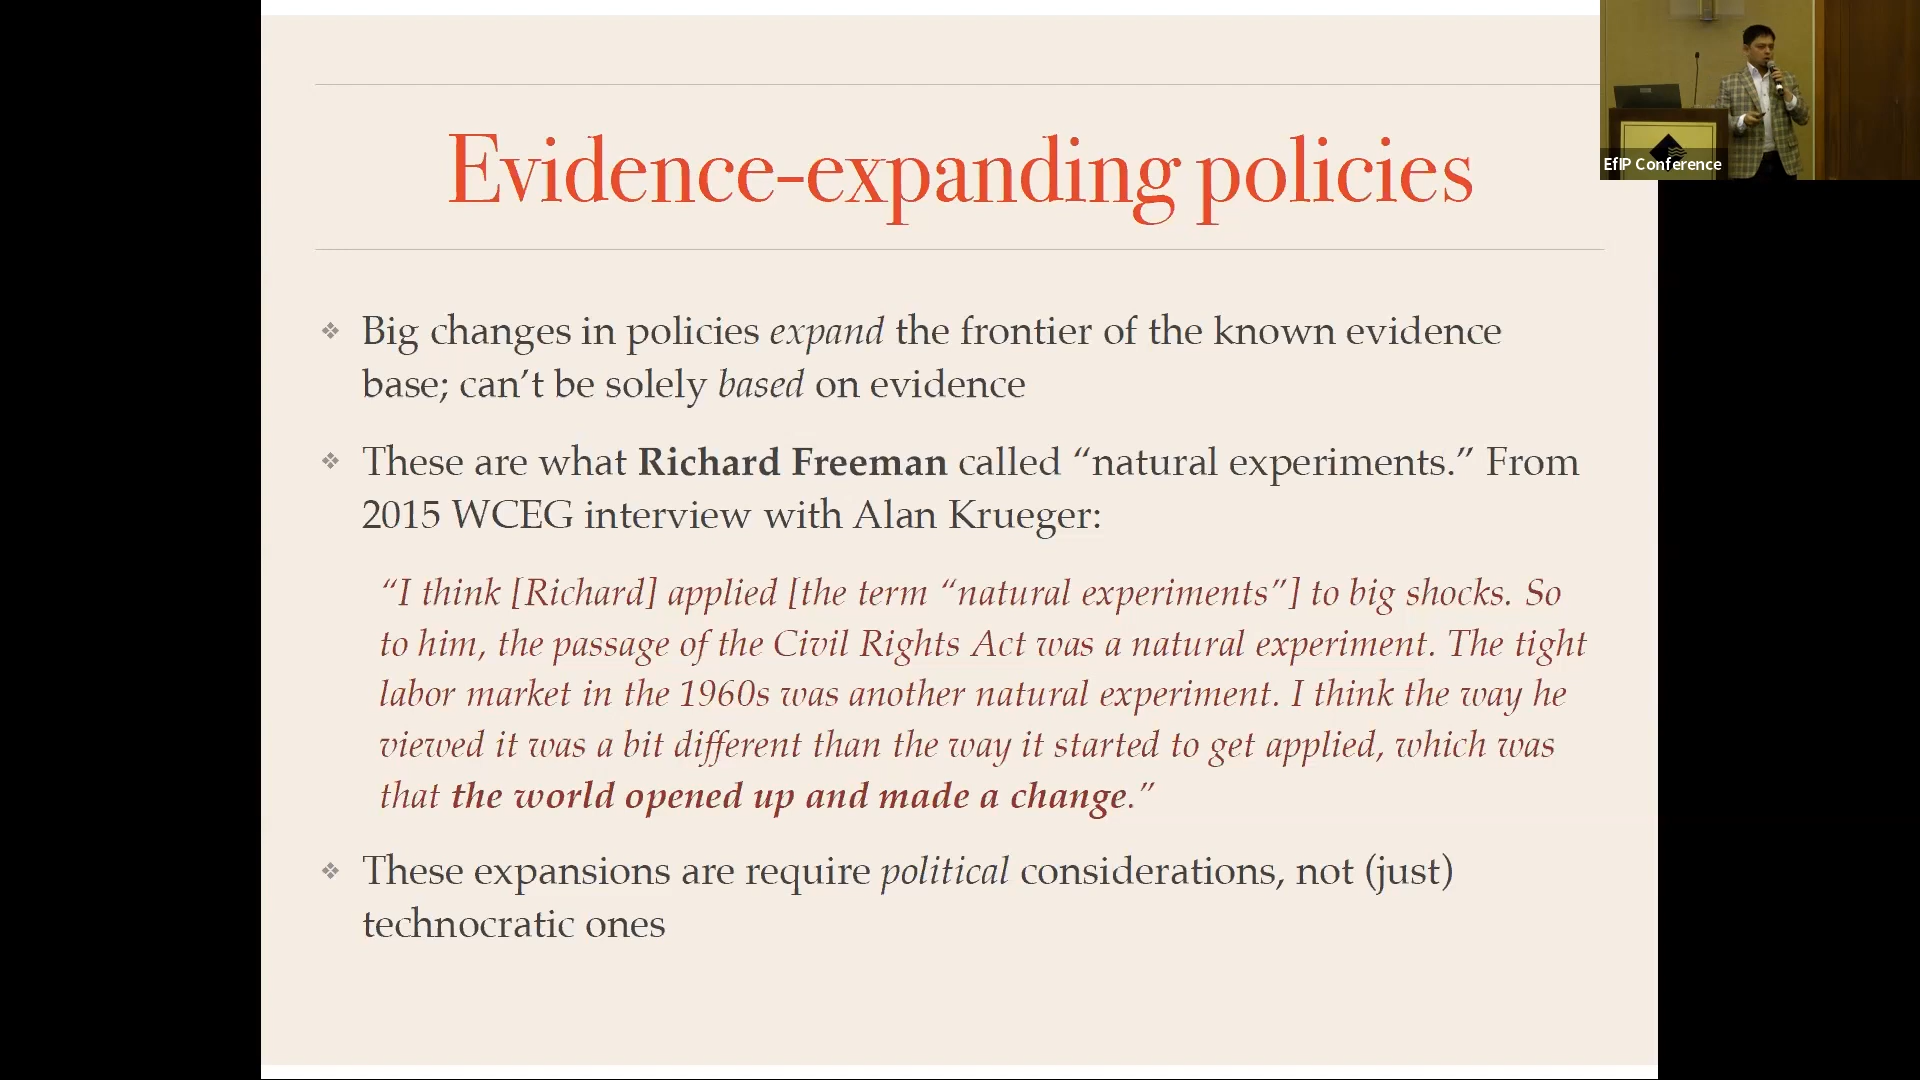 Evidence-expanding policies
EfIP Conference
❖ Big changes in policies expand the frontier of the known evidence
base; can’t be solely based on evidence
❖ These are what Richard Freeman called “natural experiments.” From
2015 WCEG interview with Alan Krueger:
“I think [Richard] applied [the term “natural experiments”] to big shocks. So
to him, the passage of the Civil Rights Act was a natural experiment. The tight
labor market in the 1960s was another natural experiment. I think the way he
viewed it was a bit different than the way it started to get applied, which was
that the world opened up and made a change.”
❖ These expansions are require political considerations, not (just)
technocratic ones